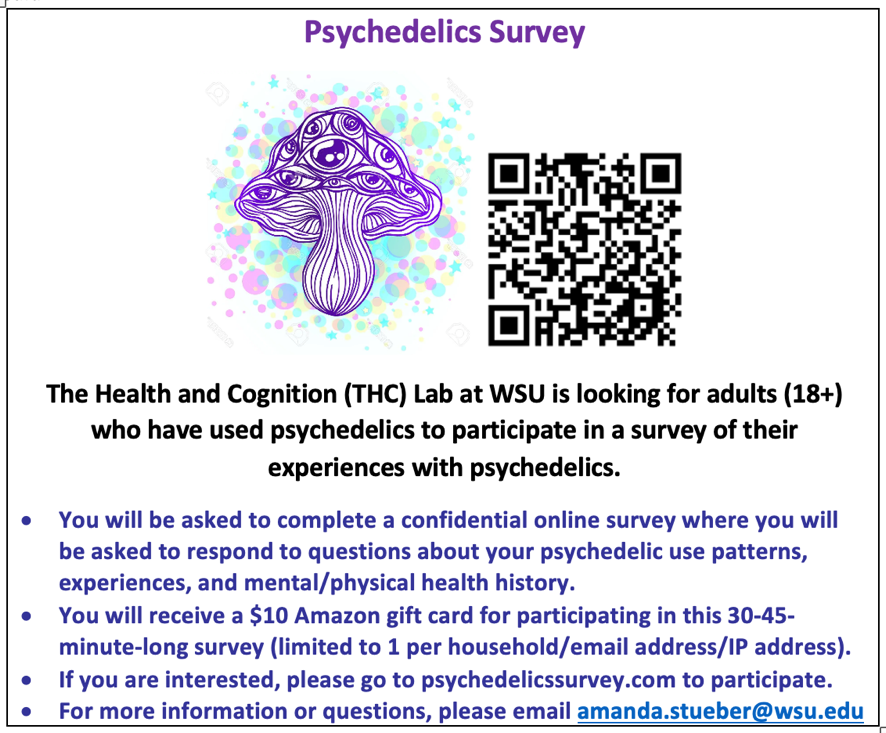 Psychedelics Survey
The Health and Cognition (THC) Lab at WSU is looking for adults (18+)
who have used psychedelics to participate in a survey of their
experiences with psychedelics.
• You will be asked to complete a confidential online survey where you will
be asked to respond to questions about your psychedelic use patterns,
experiences, and mental/physical health history.
• You will receive a $10 Amazon gift card for participating in this 30-45-
minute-long survey (limited to 1 per household/email address/IP address).
• If you are interested, please go to psychedelicssurvey.com to participate.
• For more information or questions, please email amanda.stueber@wsu.edu